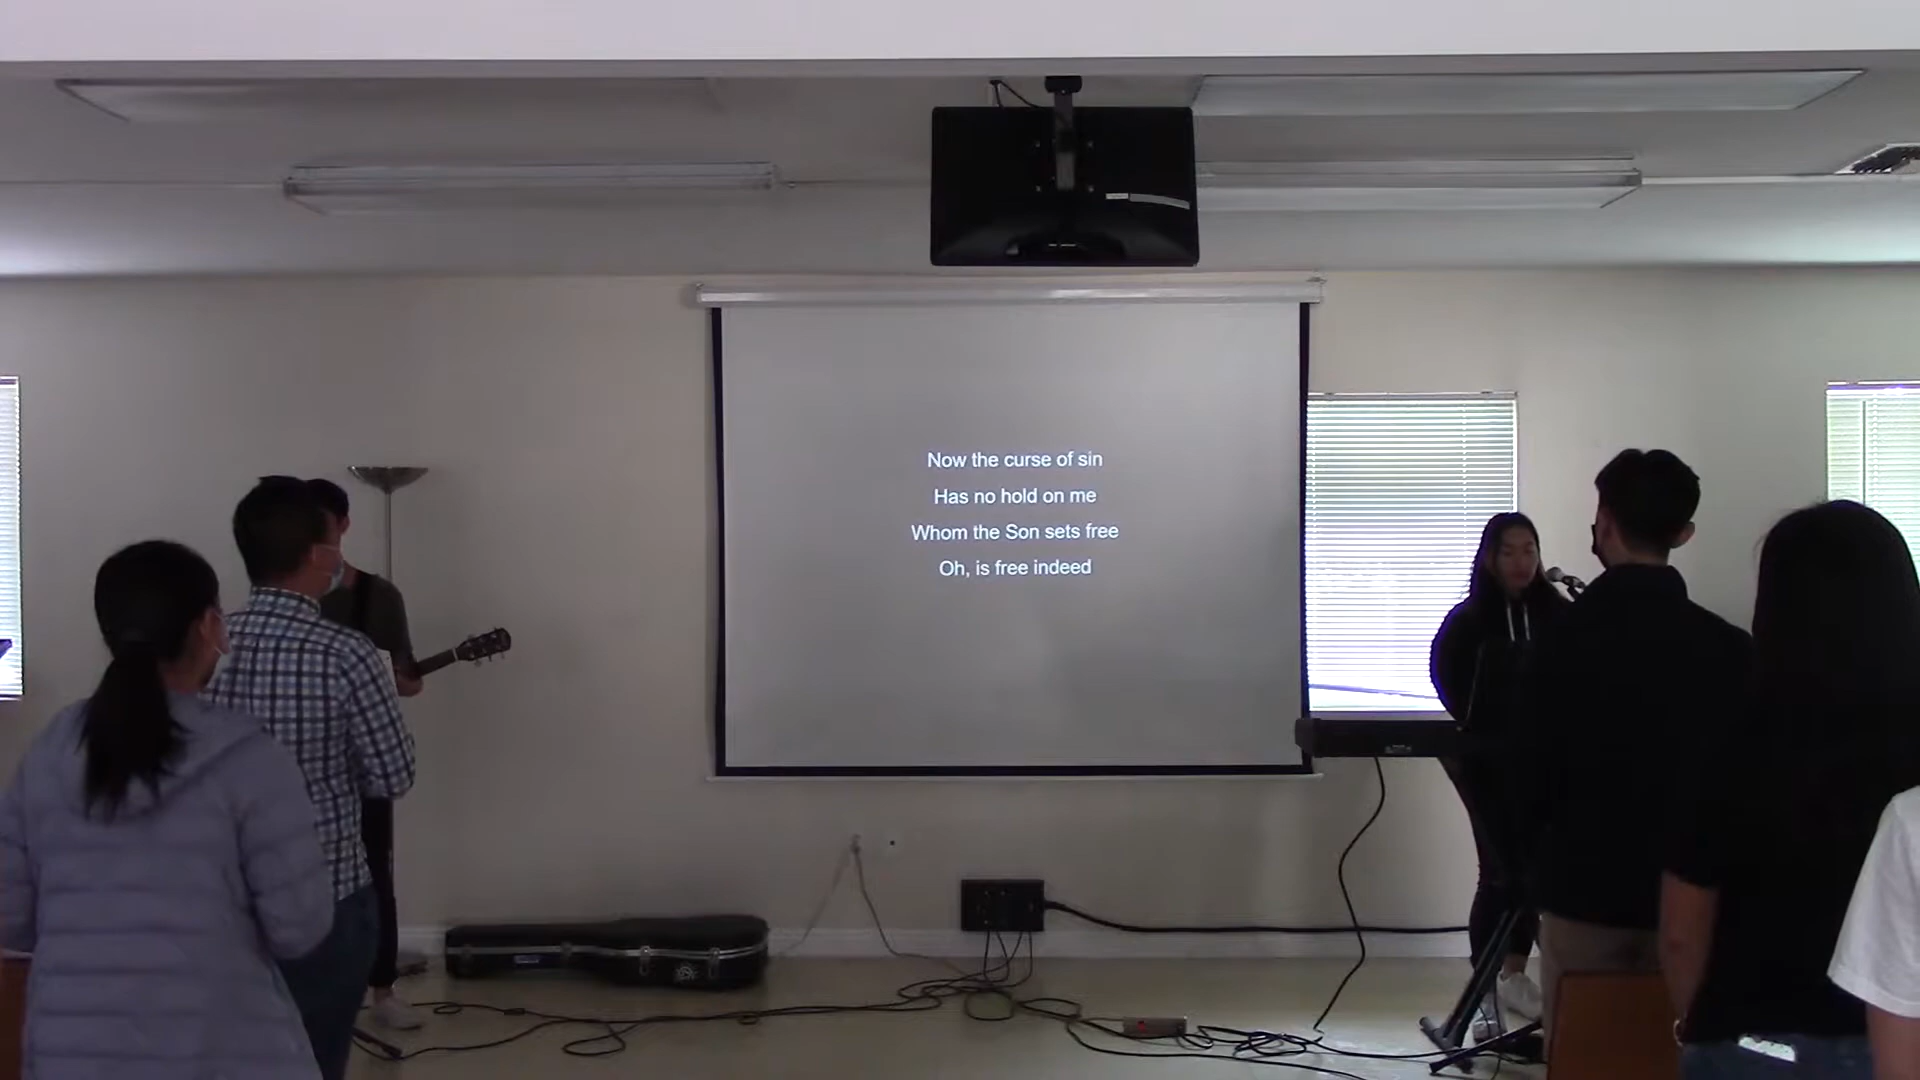 Now the curse of sin
Has no hold on me
Whom the Son sets free
Oh, is free indeed